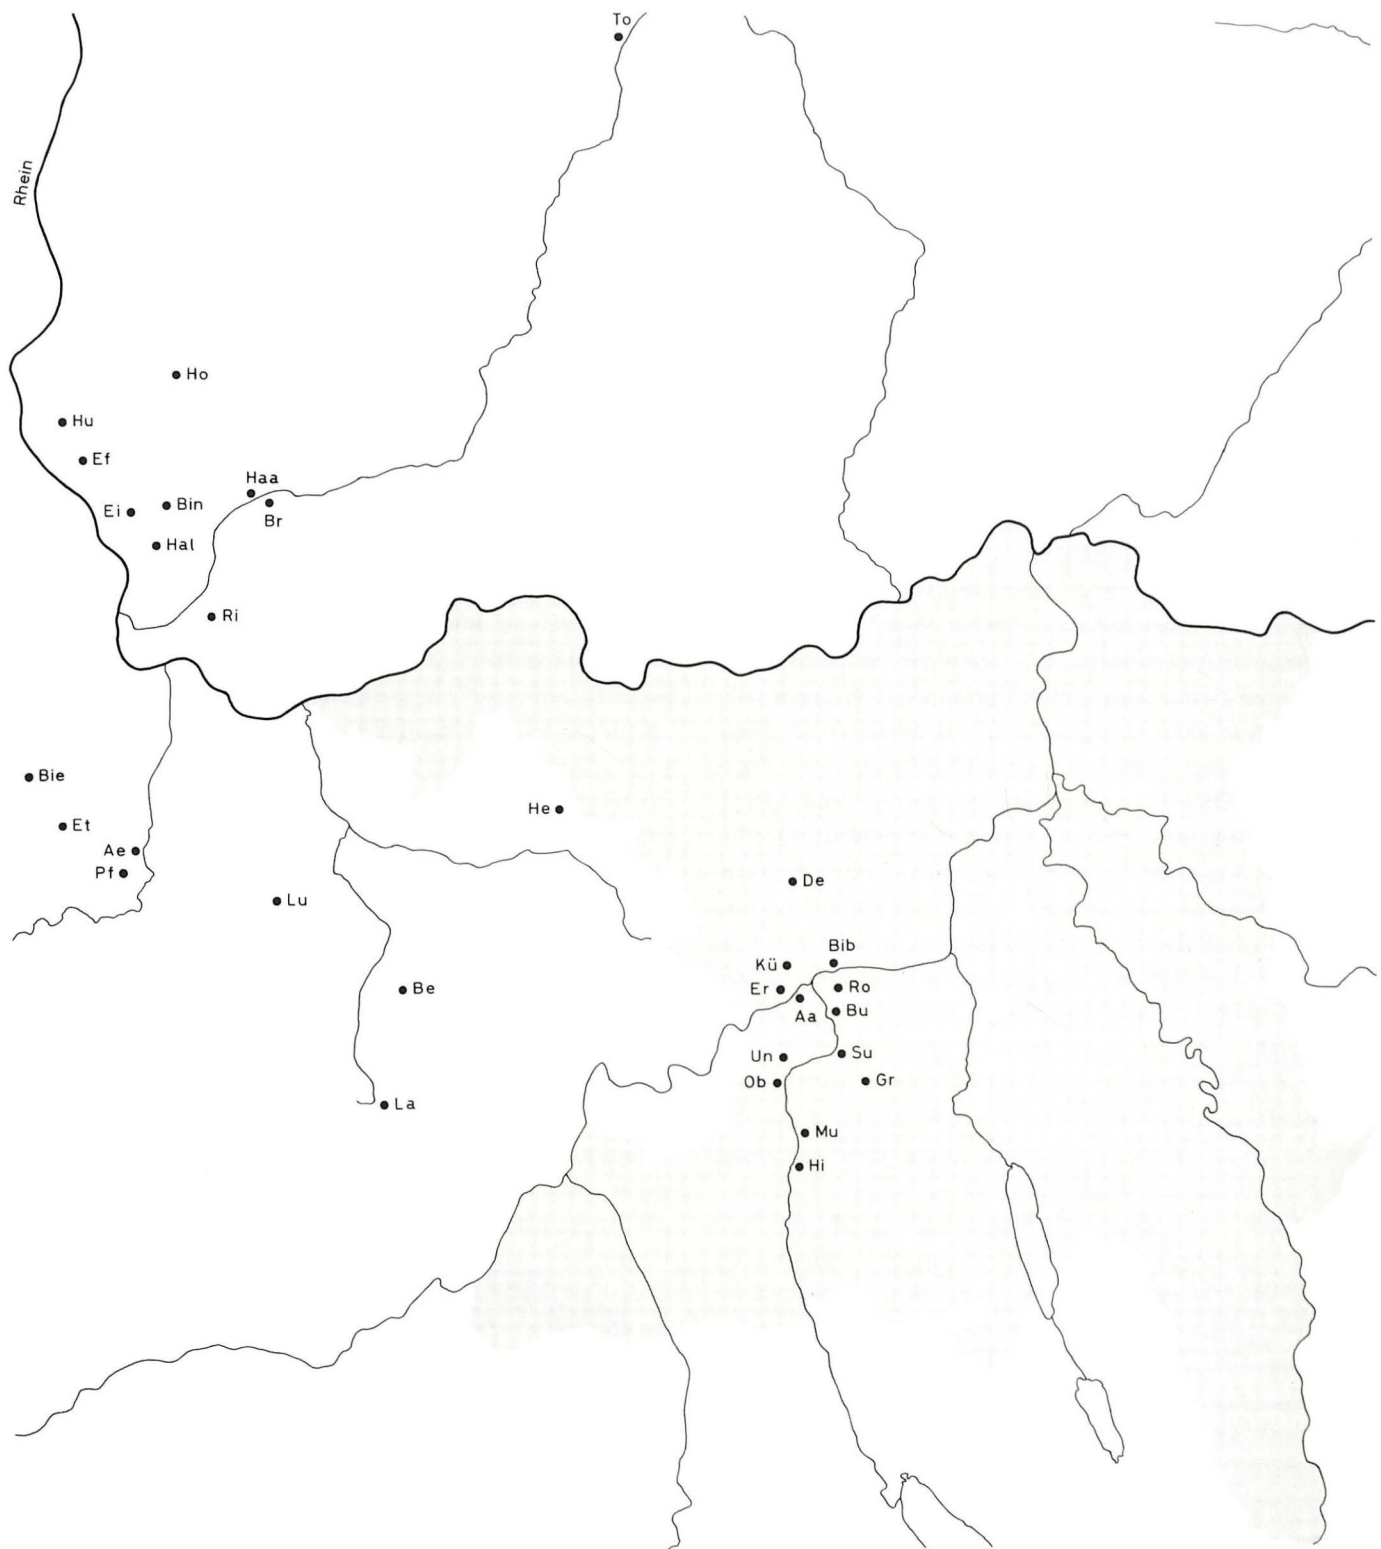 To
Rhein
Ho
Hu
Ef
Haa
Ei
Bin
Br
Hal
Ri
Bie
He
Et
Ae
Pf
De
Lu
Bib
Kü
Er
Ro
Be
Aa
Bu
Un
Su
Ob
Gr
La
Mu
Hi